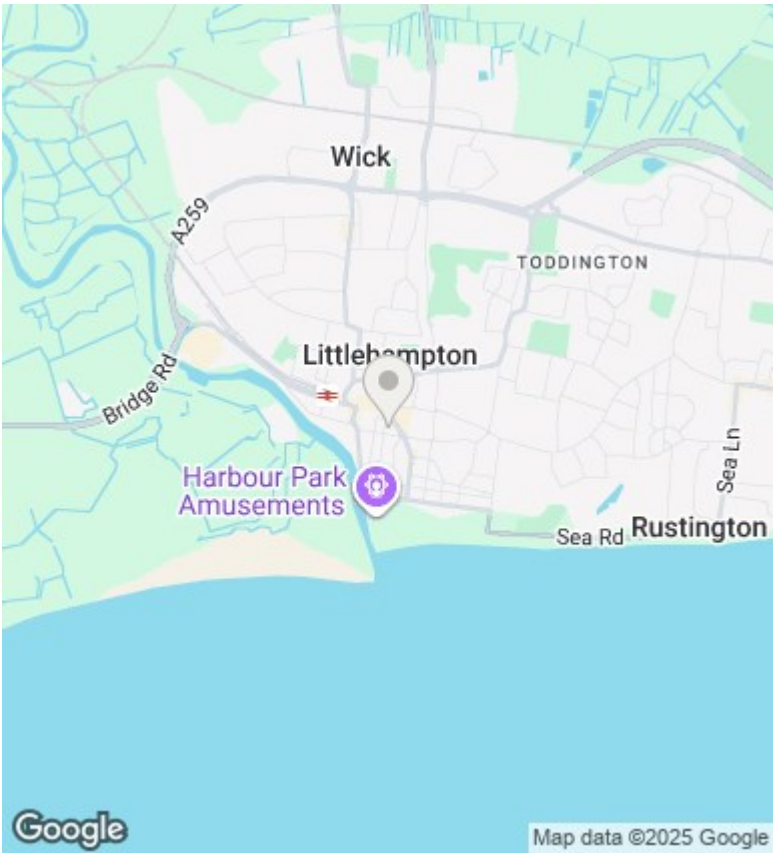 Wick
A259
TODDINGTON
Littlehampton
Bridge Rd
Sea Ln
Harbour Park
Amusements
Sea Rd
Rustington
Google
Map data ©2025 Google